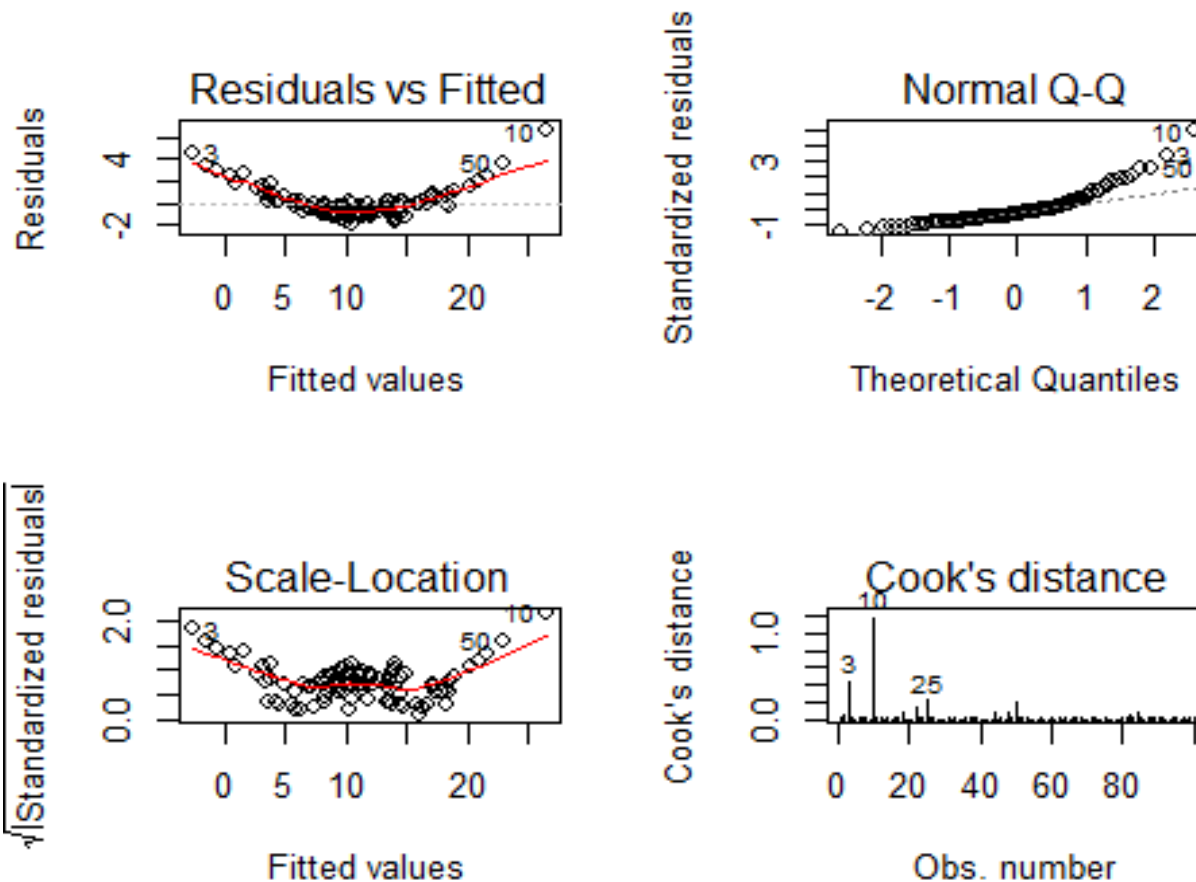 Residuals vs Fitted
Residuals
4
-2
3
50
10
0 5 10 20
Fitted values
Normal Q-Q
Standardized residuals
3
-1
10
3
50
-2 -1 0 1 2
Theoretical Quantiles
Scale-Location
√|Standardized residuals|
2.0
0.0
3
50
10
0 5 10 20
Fitted values
Cook's distance
Cook's distance
1.0
0.0
10
3
25
0 20 40 60 80
Obs. number